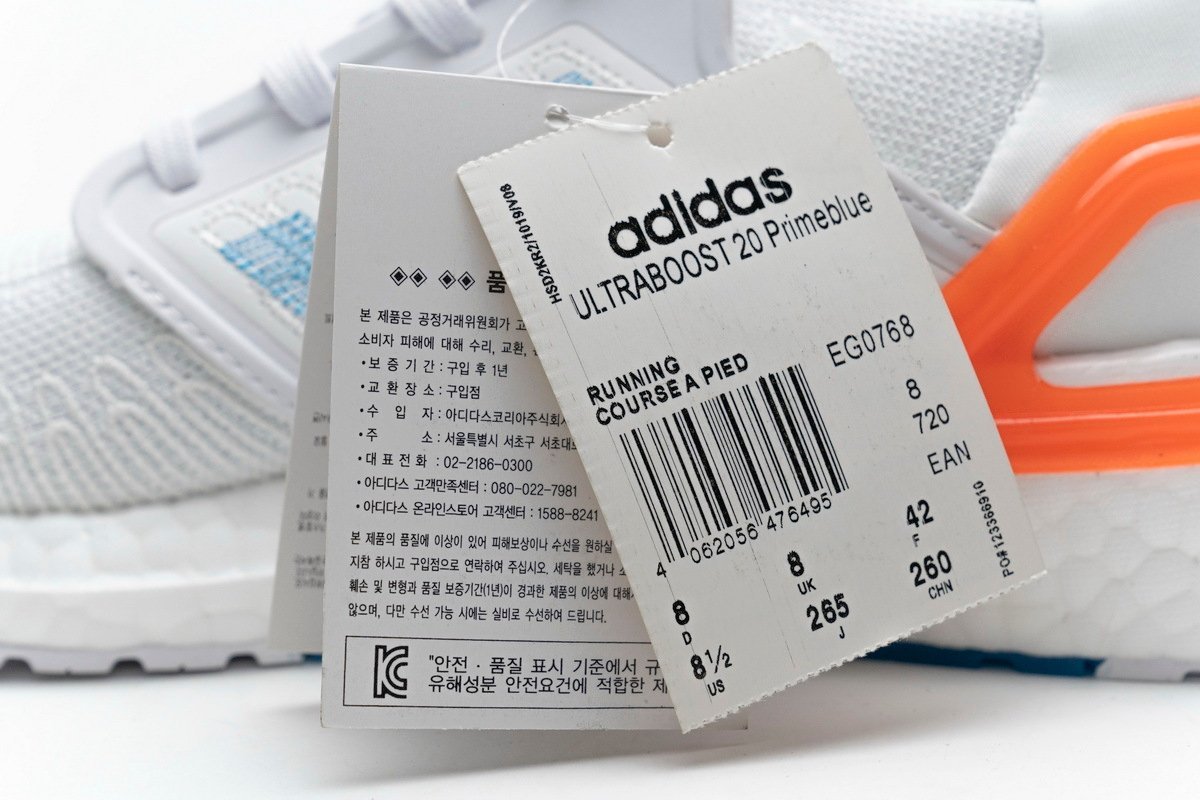 ◈◈ ◈◈ 품
본 제품은 공정거래위원회가
소비자 피해에 대해 수리, 교환,
• 보 증 기 간 : 구입 후 1년
• 교 환 장 소 : 구입점
• 수 입 자 : 아디다스코리아주식회사
• 주 소 : 서울특별시 서초구 서초대로
• 대 표 전 화 : 02-2186-0300
• 아디다스 고객만족센터 : 080-022-7981
• 아디다스 온라인스토어 고객센터 : 1588-8241
본 제품의 품질에 이상이 있어 피해보상이나 수선을 원하실
지참 하시고 구입점으로 연락하여 주십시오. 세탁을 했거나
훼손 및 변형과 품질 보증기간(1년)이 경과한 제품의 이상에 대해서
않으며, 다만 수선 가능 시에는 실비로 수선하여 드립니다.
"안전 · 품질 표시 기준에서 규
유해성분 안전요건에 적합한 제
HSD2KR2/1019/V08
adidas
ULTRABOOST 20 Primeblue
EG0768
RUNNING
COURSE A PIED
8
720
EAN
4 062056 476495
8 D
8 UK
42 F
8½ US
265 J
260 CHN
PO#123366910